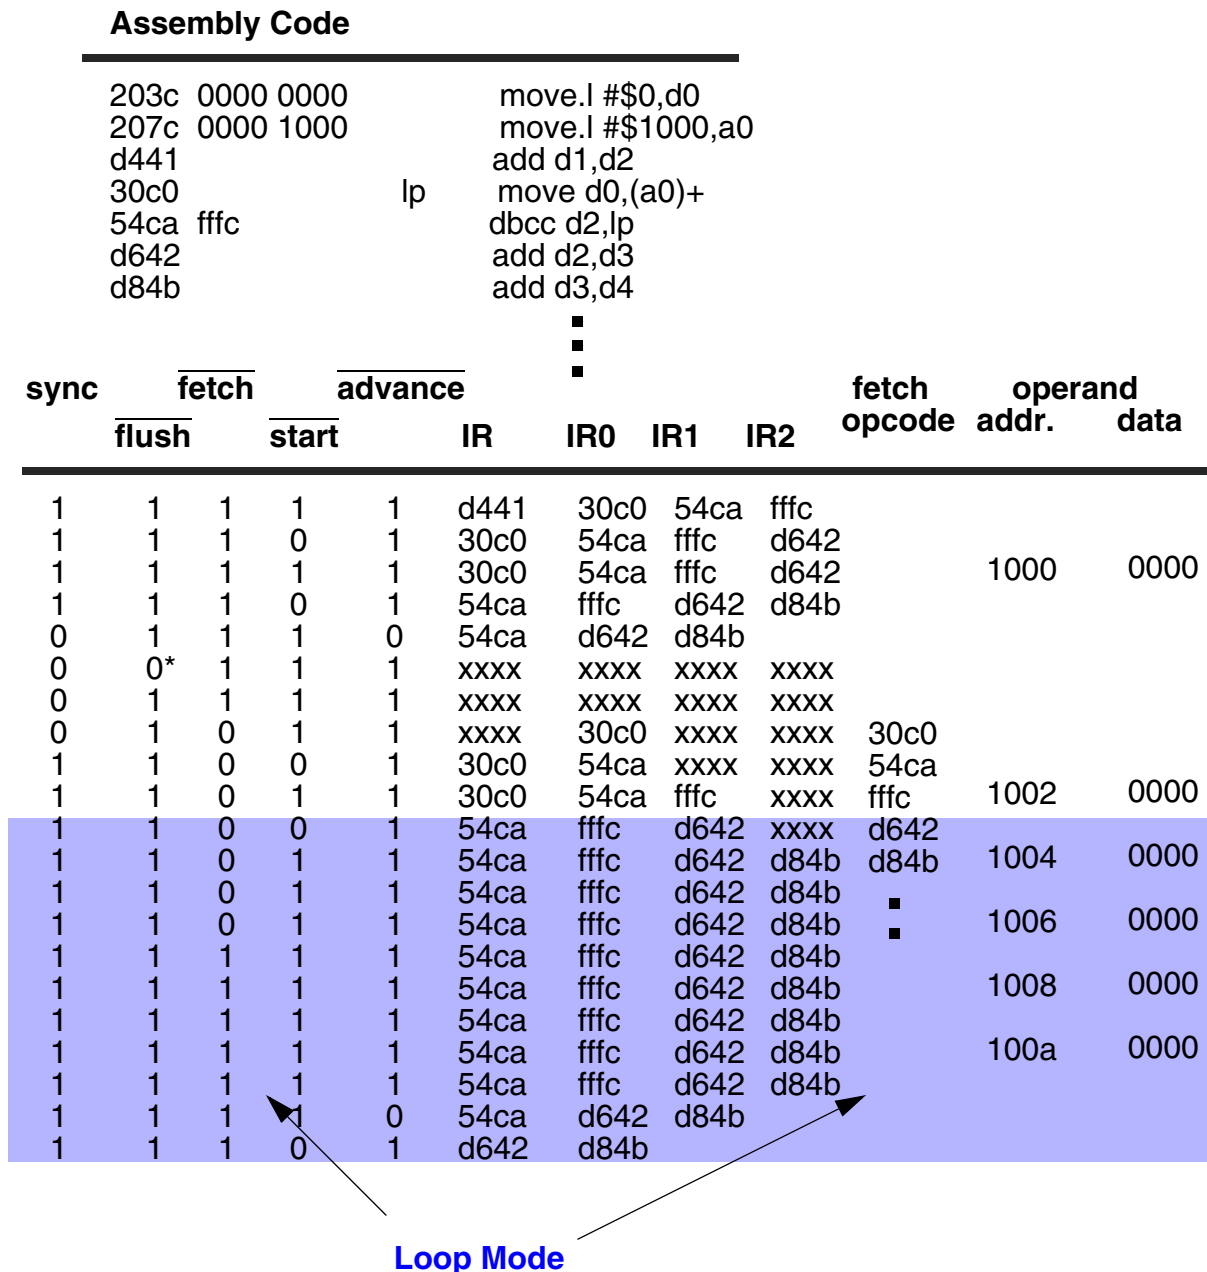 Assembly Code
203c 0000 0000 move.l #$0,d0
207c 0000 1000 move.l #$1000,a0
d441 add d1,d2
30c0 lp move d0,(a0)+
54ca fffc dbcc d2,lp
d642 add d2,d3
d84b add d3,d4
sync fetch advance fetch operand
flush start IR IR0 IR1 IR2 opcode addr. data
1 1 1 1 1 d441 30c0 54ca fffc
1 1 1 0 1 30c0 54ca fffc d642
1 1 1 1 1 30c0 54ca fffc d642 1000 0000
1 1 1 0 1 54ca fffc d642 d84b
0 1 1 1 0 54ca d642 d84b
0 0* 1 1 1 xxxx xxxx xxxx xxxx
0 1 1 1 1 xxxx xxxx xxxx xxxx
0 1 0 1 1 xxxx 30c0 xxxx xxxx 30c0
1 1 0 0 1 30c0 54ca xxxx xxxx 54ca
1 1 0 1 1 30c0 54ca fffc xxxx fffc 1002 0000
1 1 0 0 1 54ca fffc d642 xxxx d642
1 1 0 1 1 54ca fffc d642 d84b d84b 1004 0000
1 1 0 1 1 54ca fffc d642 d84b
1 1 0 1 1 54ca fffc d642 d84b 1006 0000
1 1 1 1 1 54ca fffc d642 d84b
1 1 1 1 1 54ca fffc d642 d84b 1008 0000
1 1 1 1 1 54ca fffc d642 d84b
1 1 1 1 1 54ca fffc d642 d84b 100a 0000
1 1 1 1 1 54ca fffc d642 d84b
1 1 1 1 0 54ca d642 d84b
1 1 1 0 1 d642 d84b
Loop Mode